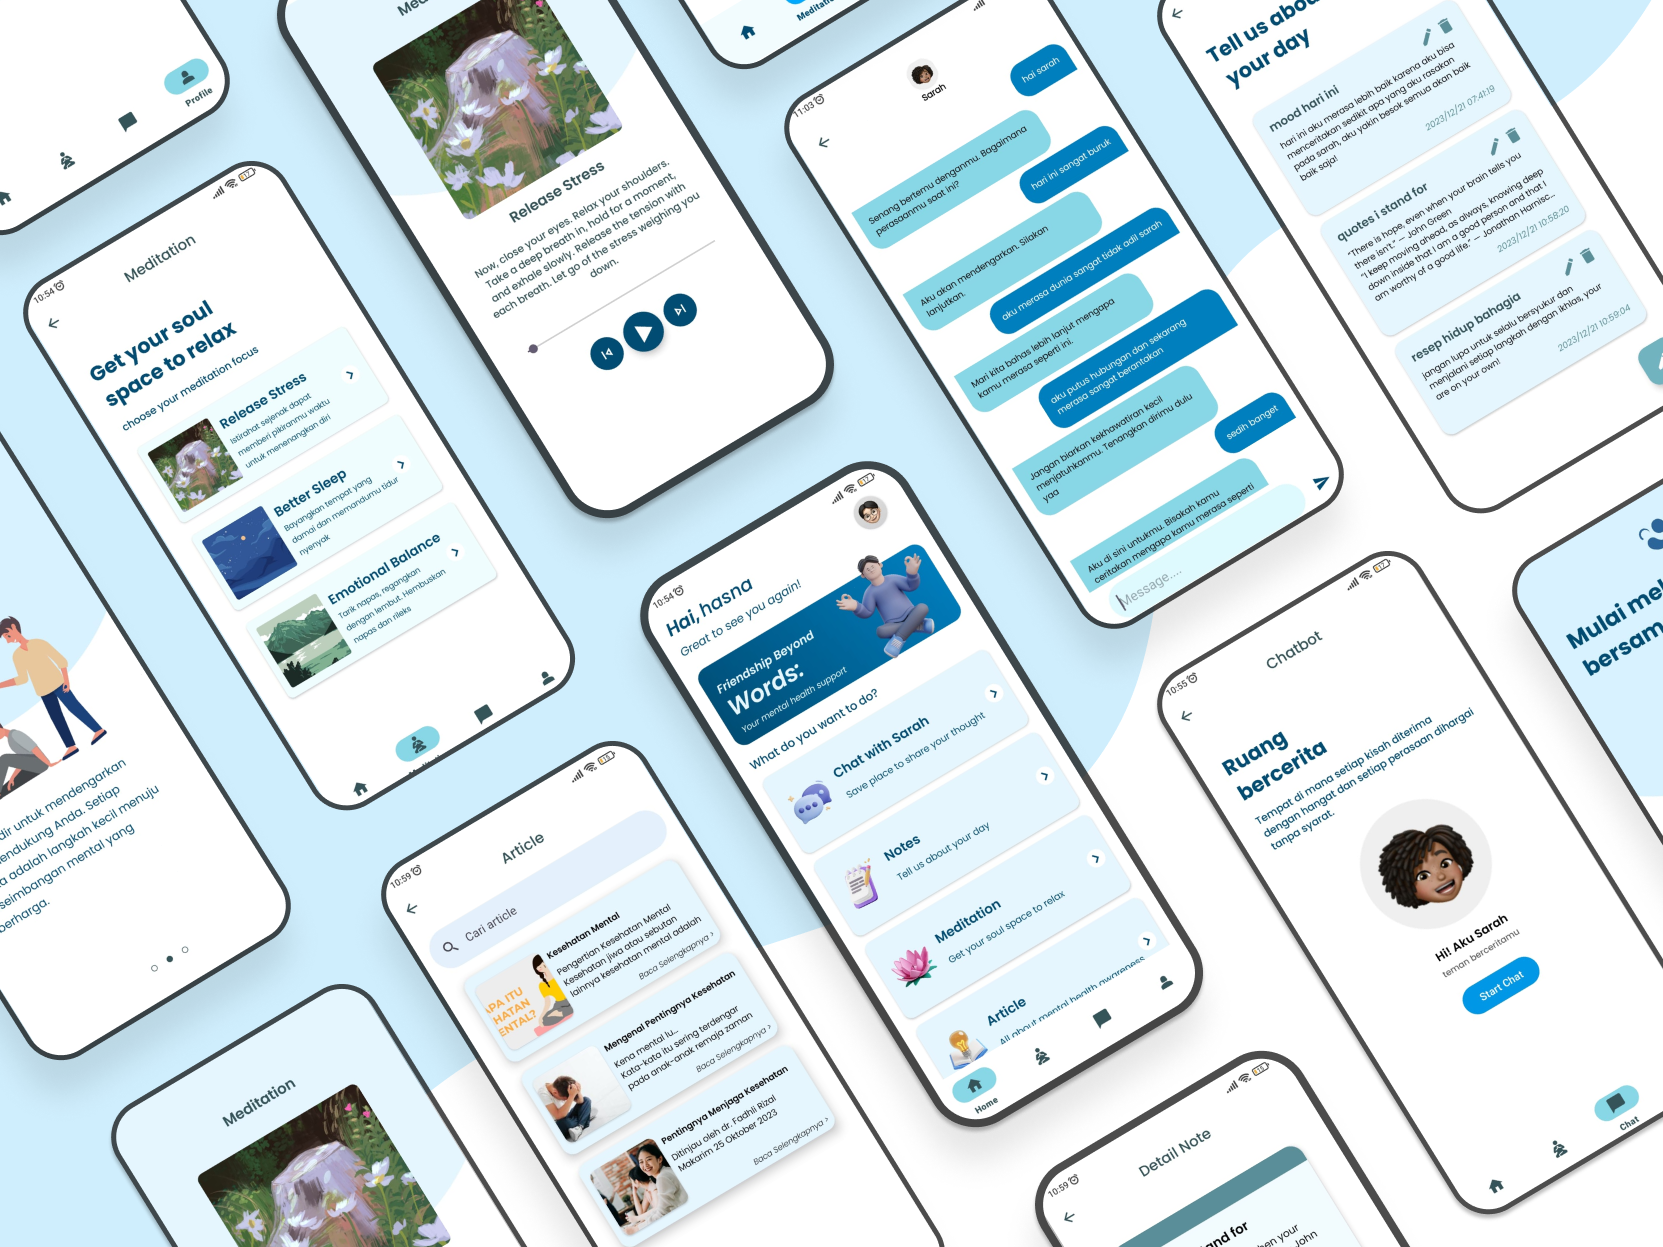 Profile
10:54
Meditation
Get your soul
space to relax
choose your meditation focus
Release Stress
Istirahat sejenak dapat
memberi pikiranmu waktu
untuk menenangkan diri
Better Sleep
Bayangkan tempat yang
damai dan memandumu tidur
nyenyak
Emotional Balance
Tarik napas, regangkan
dengan lembut. Hembuskan
napas dan rileks
Release Stress
Now, close your eyes. Relax your shoulders.
Take a deep breath in, hold for a moment,
and exhale slowly. Release the tension with
each breath. Let go of the stress weighing you
down.
11:03
Sarah
hai sarah
Senang bertemu denganmu. Bagaimana
perasaanmu saat ini?
hari ini sangat buruk
Aku akan mendengarkan. Silakan
lanjutkan.
aku merasa dunia sangat tidak adil sarah
Mari kita bahas lebih lanjut mengapa
kamu merasa seperti ini.
aku putus hubungan dan sekarang
merasa sangat berantakan
Jangan biarkan kekhawatiran kecil
menjatuhkanmu. Tenangkan dirimu dulu
yaa
sedih banget
Aku di sini untukmu. Bisakah kamu
ceritakan mengapa kamu merasa seperti
Message....
Tell us about
your day
mood hari ini
hari ini aku merasa lebih baik karena aku bisa
menceritakan sedikit apa yang aku rasakan
pada sarah, aku yakin besok semua akan baik
baik saja!
2023/12/21 07:41:19
quotes i stand for
"There is hope, even when your brain tells you
there isn't." — John Green
"I keep moving ahead, as always, knowing deep
down inside that I am a good person and that I
am worthy of a good life." — Jonathan Harnisc...
2023/12/21 10:58:20
resep hidup bahagia
jangan lupa untuk selalu bersyukur dan
menjalani setiap langkah dengan ikhlas, your
are on your own!
2023/12/21 10:59:04
dir untuk mendengarkan
endukung Anda. Setiap
a adalah langkah kecil menuju
seimbangan mental yang
berharga.
Meditation
10:59
Article
Cari article
APA ITU
HATAN
ENTAL?
Kesehatan Mental
Pengertian Kesehatan Mental
Kesehatan jiwa atau sebutan
lainnya kesehatan mental adalah
Baca Selengkapnya >
Mengenal Pentingnya Kesehatan
Kena mental lu...
Kata-kata itu sering terdengar
pada anak-anak remaja zaman
Baca Selengkapnya >
Pentingnya Menjaga Kesehatan
Ditinjau oleh dr. Fadhli Rizal
Makarim 25 Oktober 2023
Baca Selengkapnya >
10:54
Hai, hasna
Great to see you again!
Friendship Beyond
Words:
Your mental health support
What do you want to do?
Chat with Sarah
Save place to share your thought
Notes
Tell us about your day
Meditation
Get your soul space to relax
Article
All about mental health awareness
Home
10:55
Chatbot
Ruang
bercerita
Tempat di mana setiap kisah diterima
dengan hangat dan setiap perasaan dihargai
tanpa syarat.
Hi! Aku Sarah
teman berceritamu
Start Chat
Chat
Mulai mel
bersam
10:59
Detail Note
and for
hen your
John